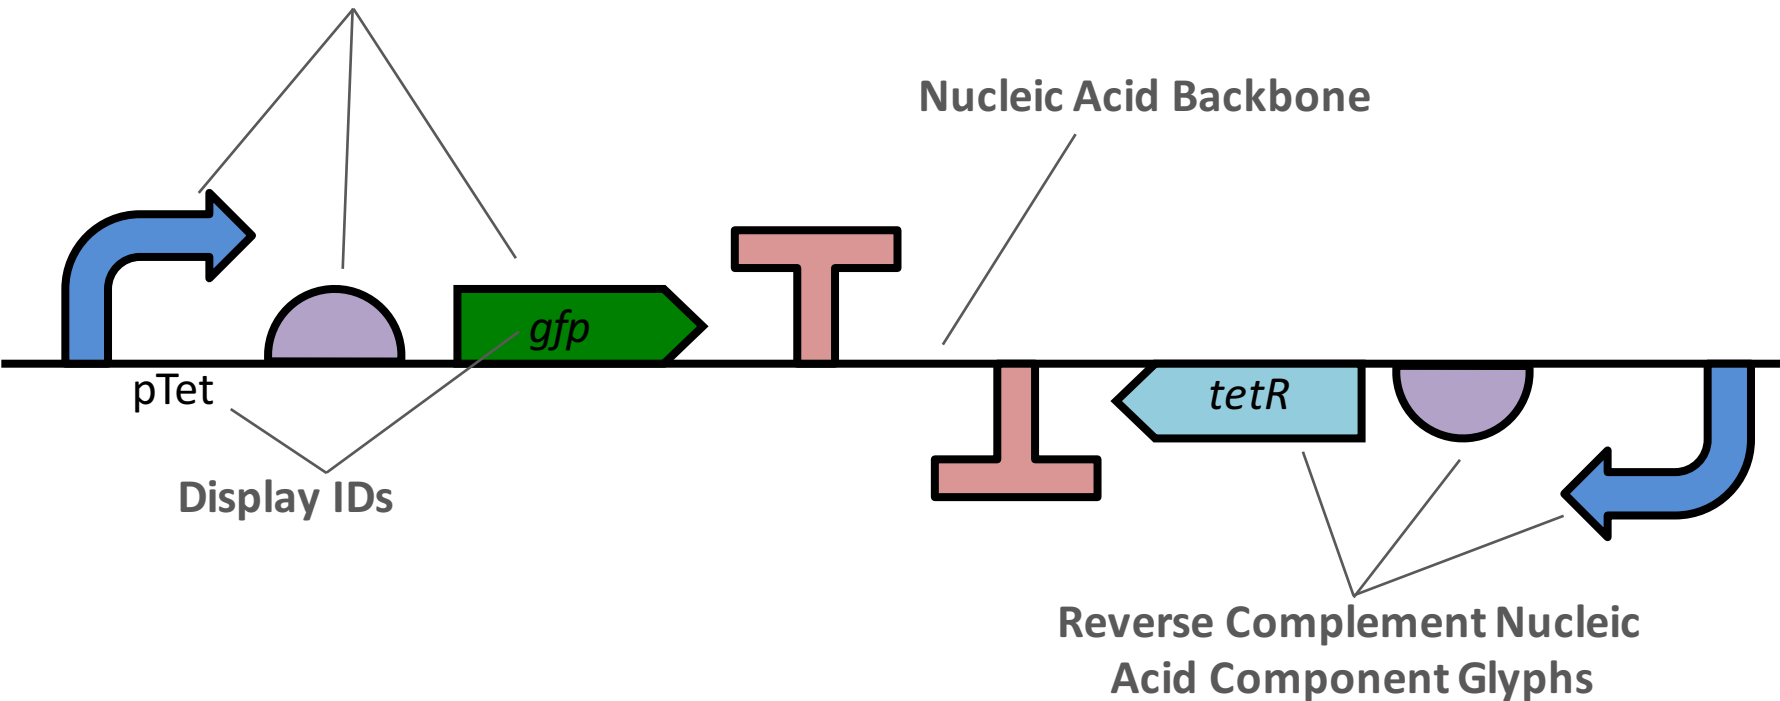 Nucleic Acid Backbone
gfp
pTet
tetR
Display IDs
Reverse Complement Nucleic
Acid Component Glyphs